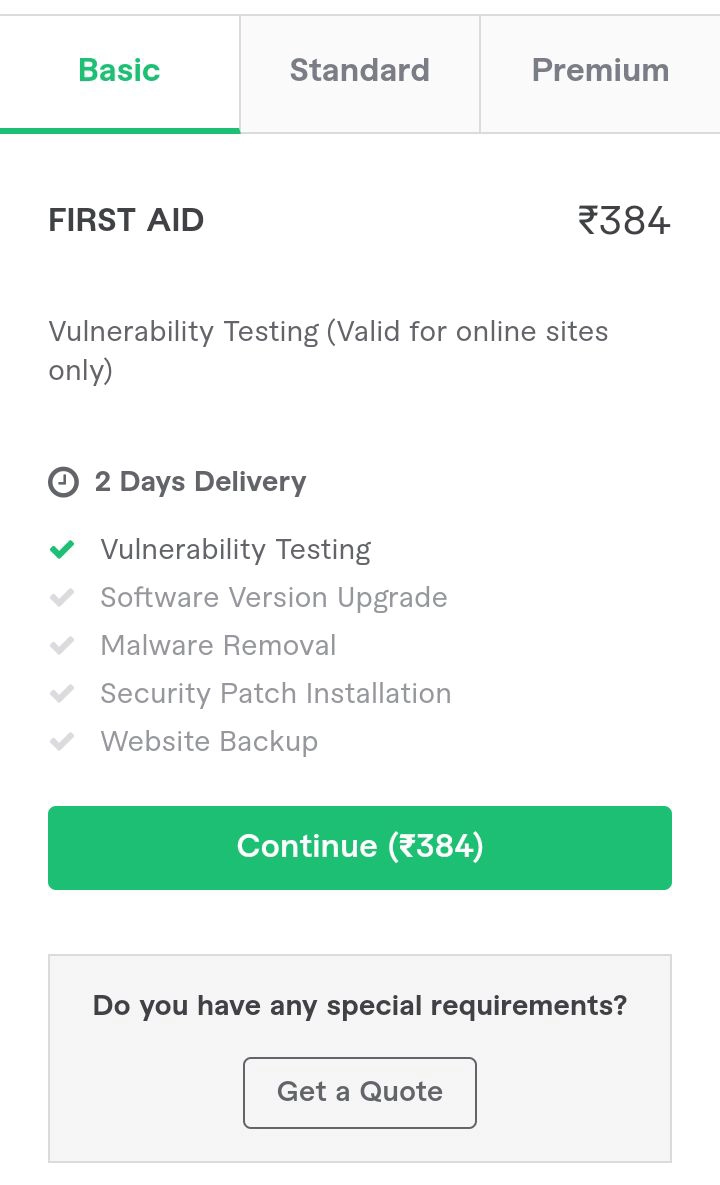 Basic
Standard
Premium
FIRST AID
₹384
Vulnerability Testing (Valid for online sites
only)
2 Days Delivery
Vulnerability Testing
Software Version Upgrade
Malware Removal
Security Patch Installation
Website Backup
Continue (₹384)
Do you have any special requirements?
Get a Quote